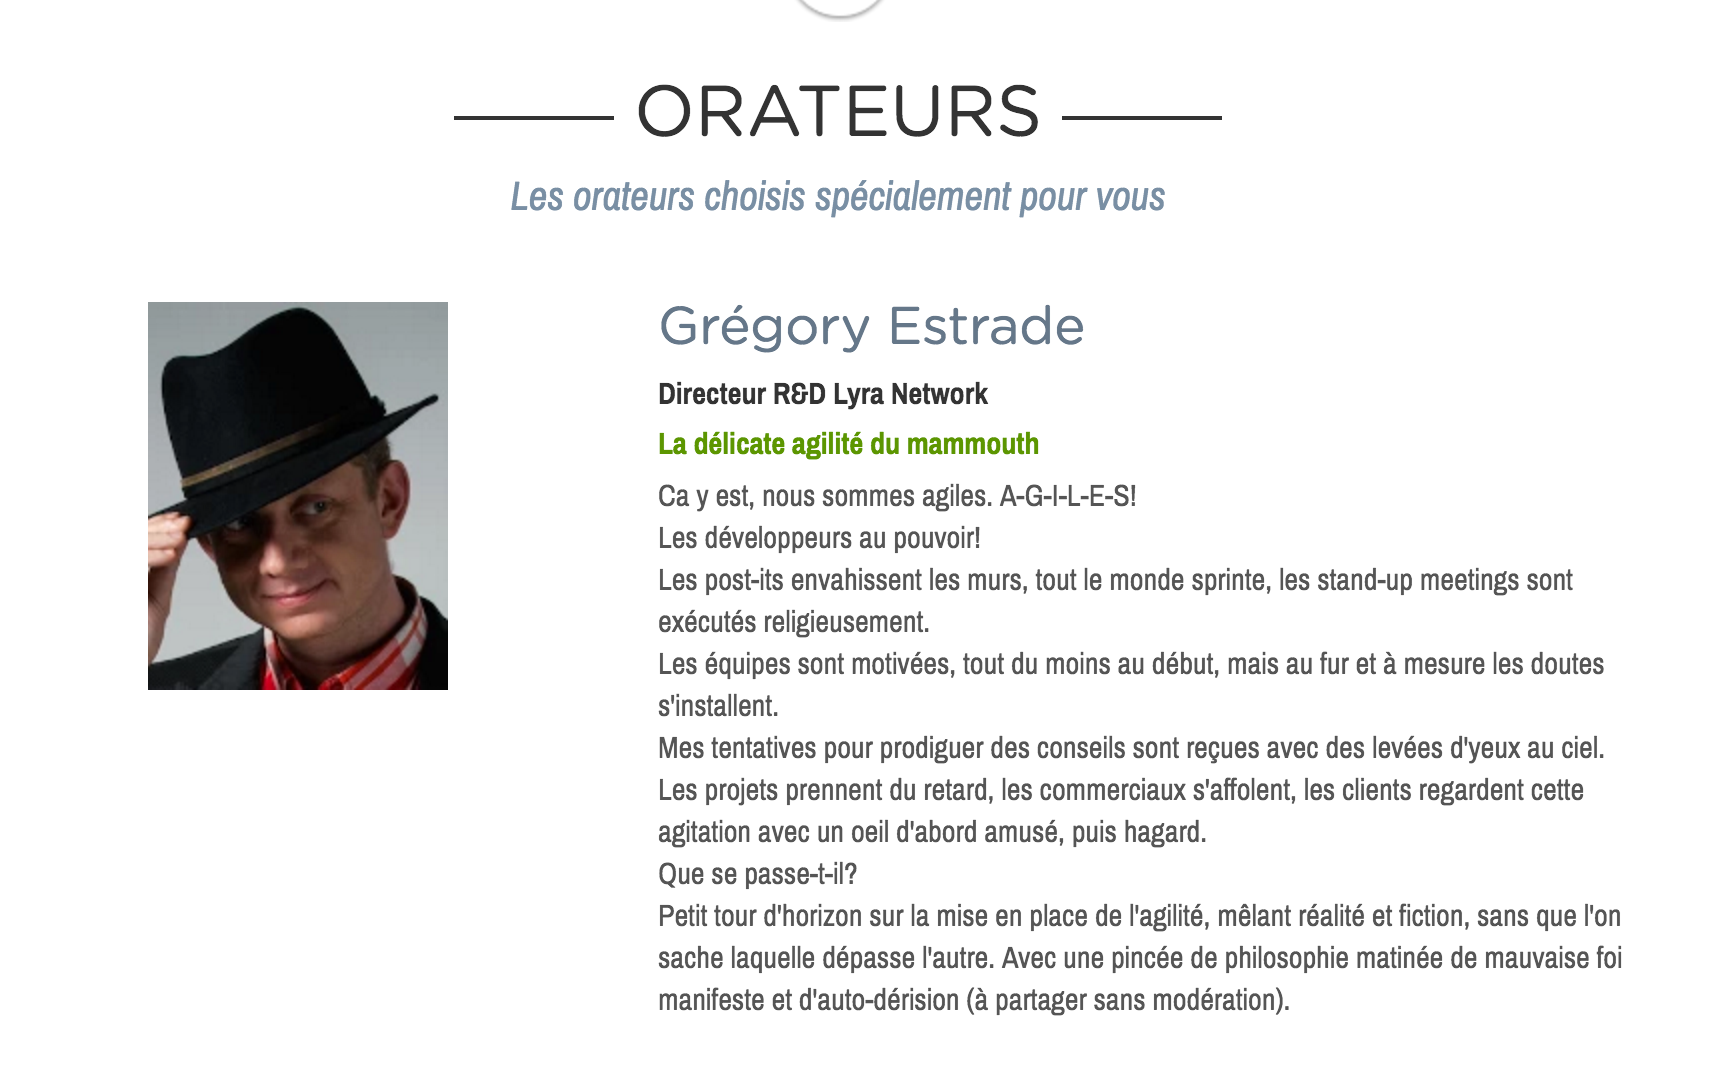 ORATEURS
Les orateurs choisis spécialement pour vous
Grégory Estrade
Directeur R&D Lyra Network
La délicate agilité du mammouth
Ca y est, nous sommes agiles. A-G-I-L-E-S!
Les développeurs au pouvoir!
Les post-its envahissent les murs, tout le monde sprinte, les stand-up meetings sont
exécutés religieusement.
Les équipes sont motivées, tout du moins au début, mais au fur et à mesure les doutes
s'installent.
Mes tentatives pour prodiguer des conseils sont reçues avec des levées d'yeux au ciel.
Les projets prennent du retard, les commerciaux s'affolent, les clients regardent cette
agitation avec un oeil d'abord amusé, puis hagard.
Que se passe-t-il?
Petit tour d'horizon sur la mise en place de l'agilité, mêlant réalité et fiction, sans que l'on
sache laquelle dépasse l'autre. Avec une pincée de philosophie matinée de mauvaise foi
manifeste et d'auto-dérision (à partager sans modération).